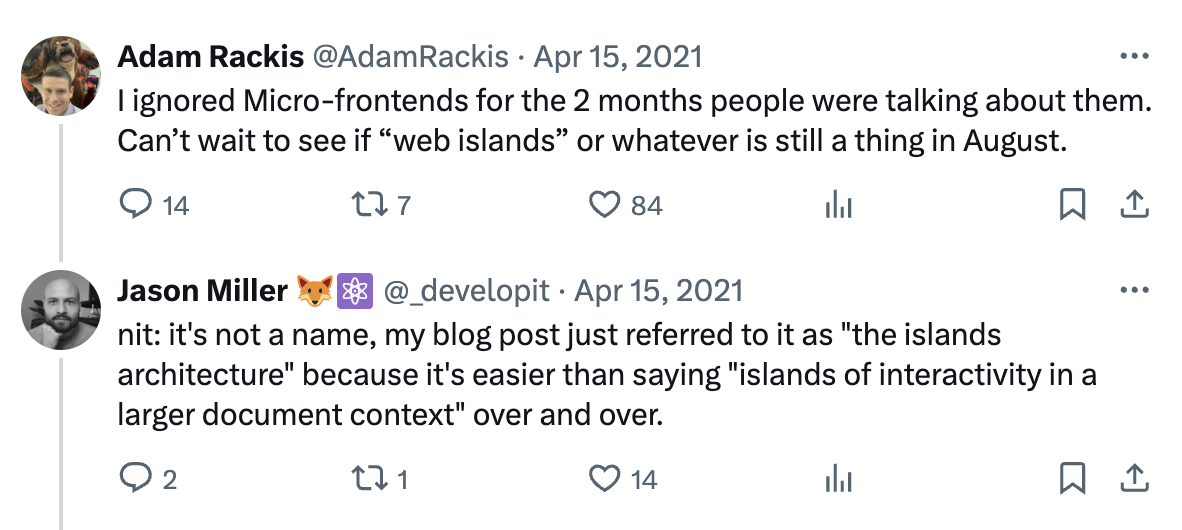 Adam Rackis @AdamRackis · Apr 15, 2021
I ignored Micro-frontends for the 2 months people were talking about them.
Can’t wait to see if “web islands” or whatever is still a thing in August.
14 7 84
Jason Miller 🦊⚛️ @_developit · Apr 15, 2021
nit: it's not a name, my blog post just referred to it as "the islands
architecture" because it's easier than saying "islands of interactivity in a
larger document context" over and over.
2 1 14